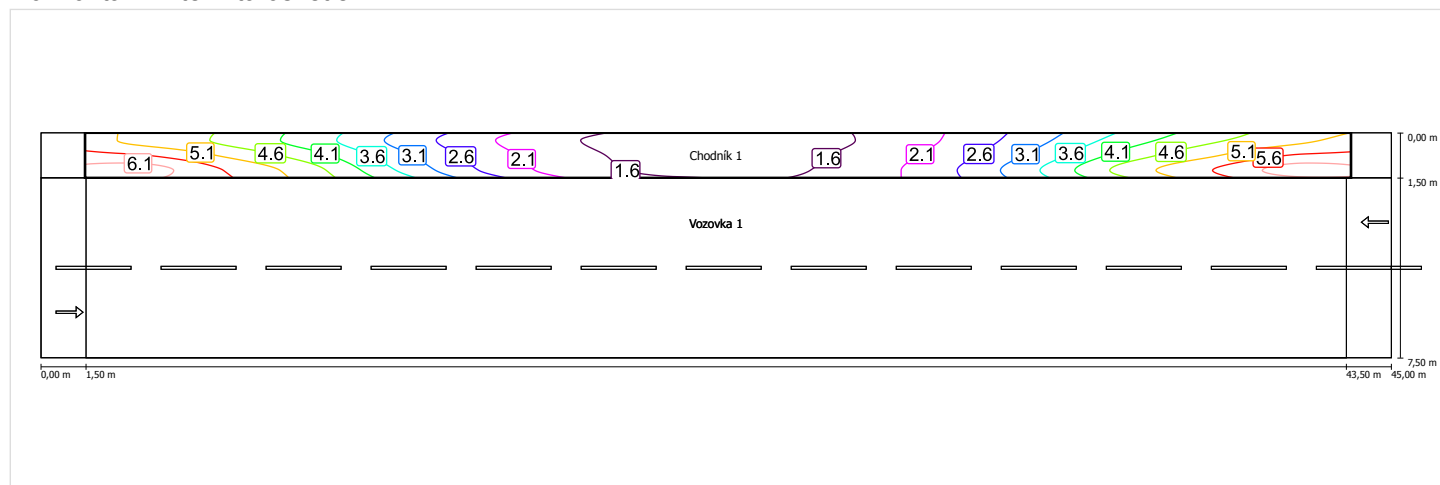 0,00 m
5.1 4.6 4.1 3.6 3.1 2.6 2.1 Chodník 1 1.6 2.1 2.6 3.1 3.6 4.1 4.6 5.1 5.6
6.1 1.6
1,50 m
Vozovka 1
7,50 m
0,00 m 1,50 m 43,50 m 45,00 m